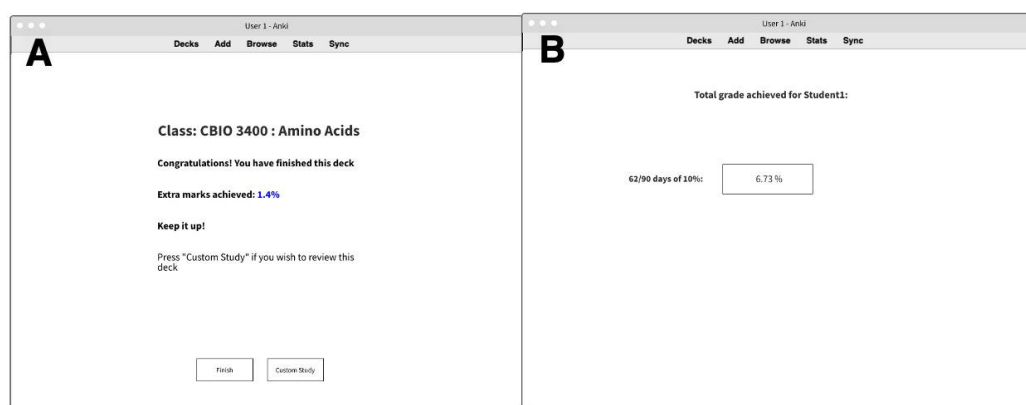 User 1 - Anki
A
Decks Add Browse Stats Sync
Class: CBIO 3400 : Amino Acids
Congratulations! You have finished this deck
Extra marks achieved: 1.4%
Keep it up!
Press "Custom Study" if you wish to review this
deck
Finish Custom Study
User 1 - Anki
B
Decks Add Browse Stats Sync
Total grade achieved for Student1:
62/90 days of 10%: 6.73 %